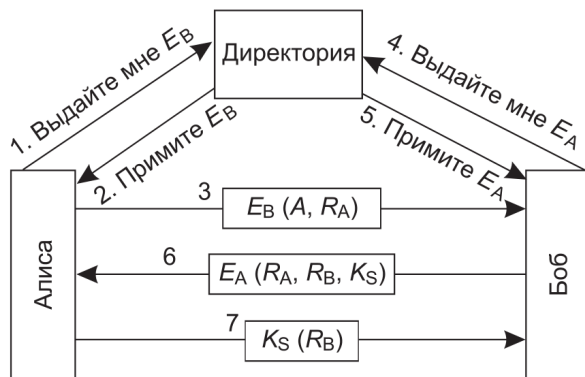 Директория
1. Выдайте мне E_B
2. Примите E_B
4. Выдайте мне E_A
5. Примите E_A
Алиса
Боб
3
E_B (A, R_A)
6
E_A (R_A, R_B, K_S)
7
K_S (R_B)